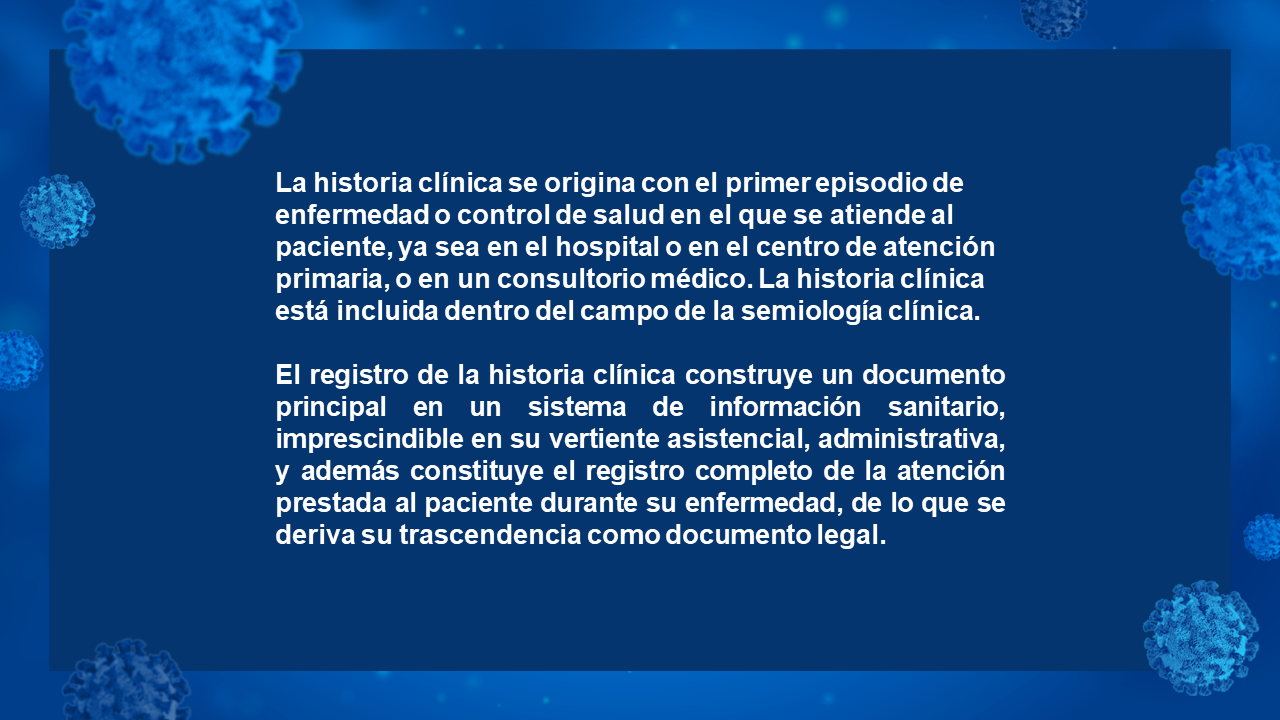 La historia clínica se origina con el primer episodio de
enfermedad o control de salud en el que se atiende al
paciente, ya sea en el hospital o en el centro de atención
primaria, o en un consultorio médico. La historia clínica
está incluida dentro del campo de la semiología clínica.
El registro de la historia clínica construye un documento
principal en un sistema de información sanitario,
imprescindible en su vertiente asistencial, administrativa,
y además constituye el registro completo de la atención
prestada al paciente durante su enfermedad, de lo que se
deriva su trascendencia como documento legal.